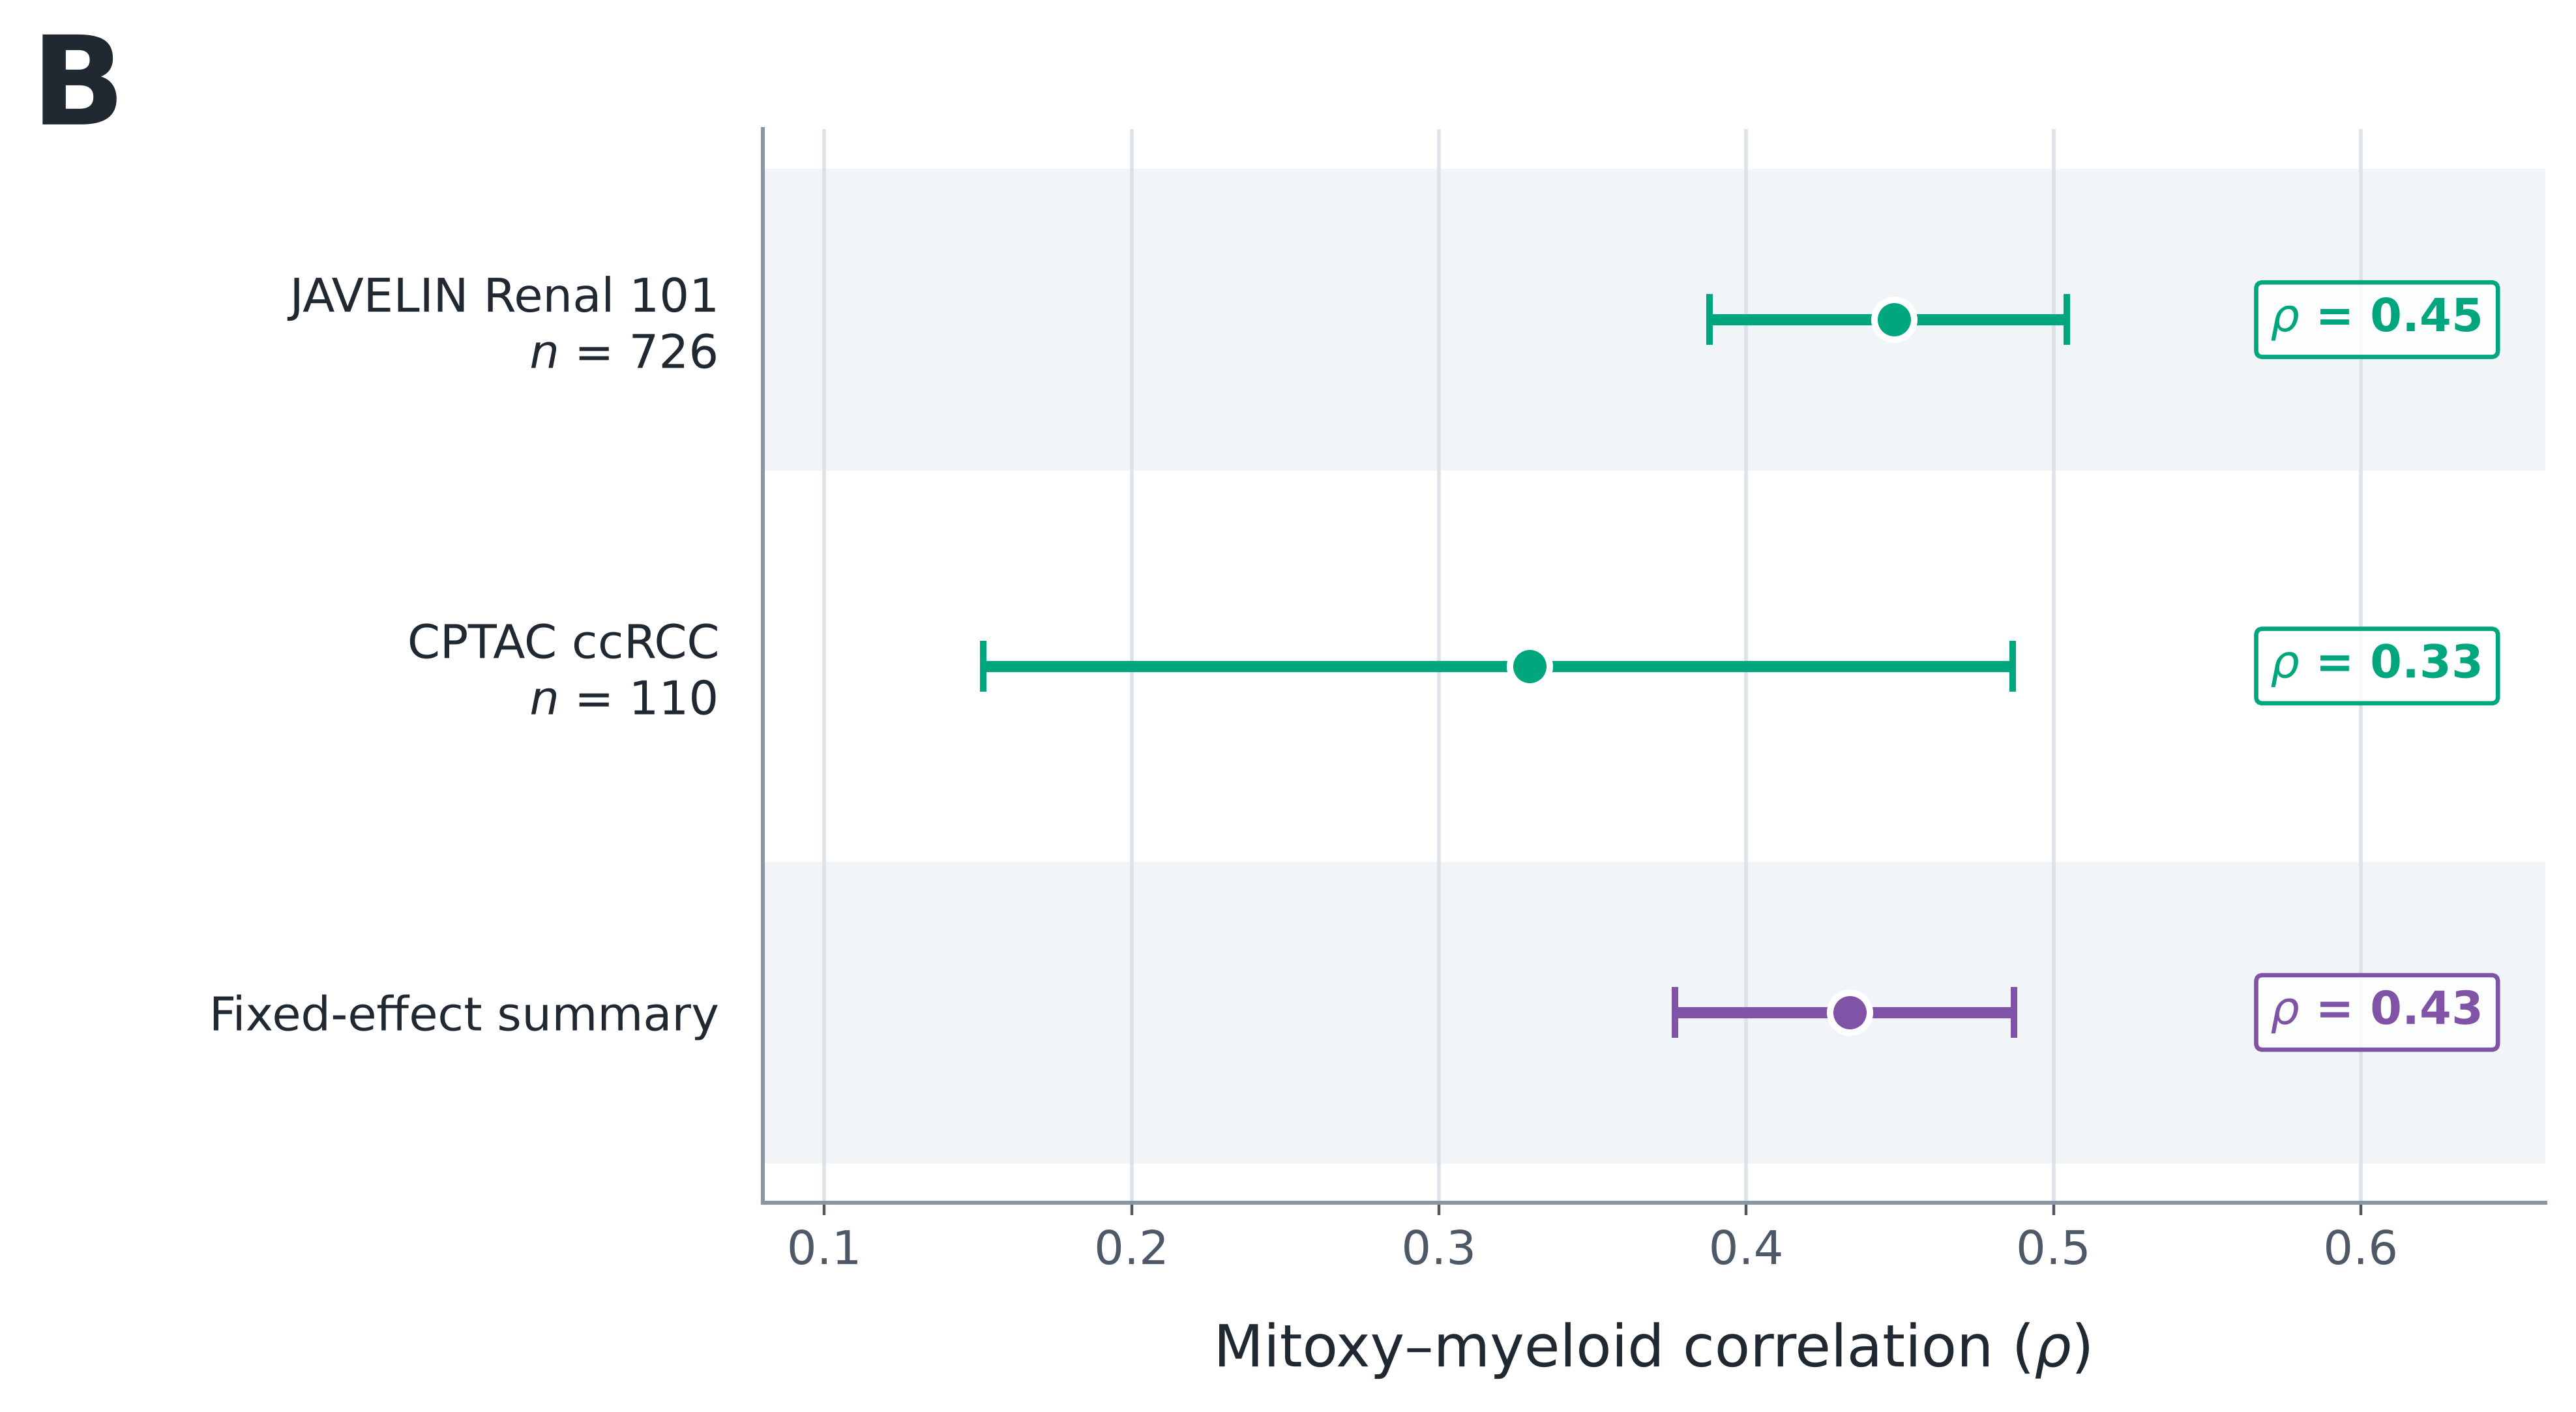 B
JAVELIN Renal 101
n = 726
ρ = 0.45
CPTAC ccRCC
n = 110
ρ = 0.33
Fixed-effect summary
ρ = 0.43
0.1 0.2 0.3 0.4 0.5 0.6
Mitoxy–myeloid correlation (ρ)